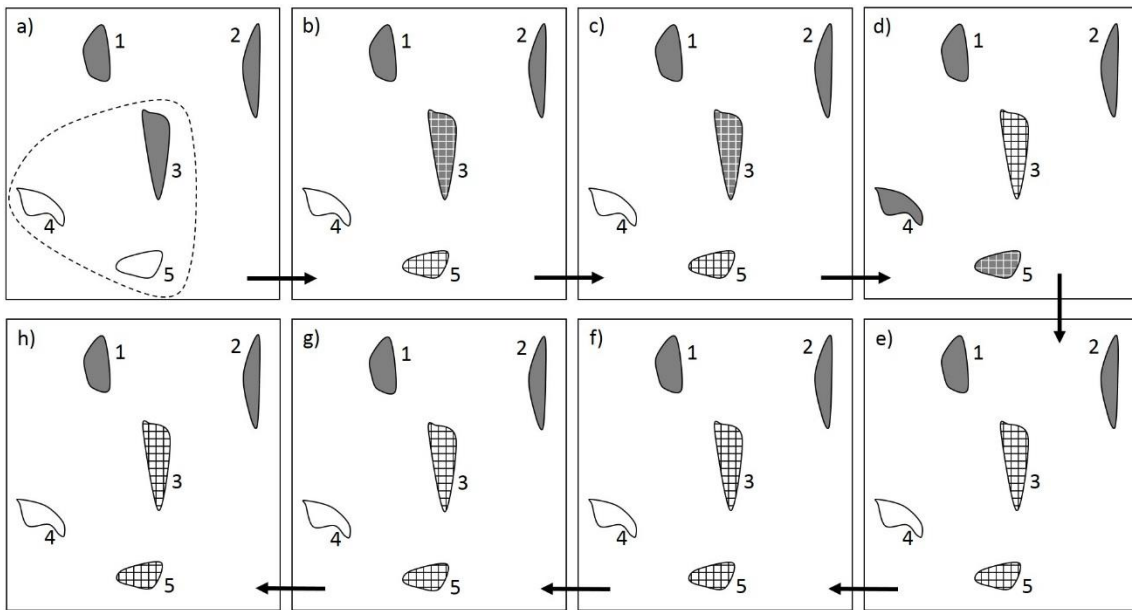 a) 1 2 3 4 5
b) 1 2 3 4 5
c) 1 2 3 4 5
d) 1 2 3 4 5
h) 1 2 3 4 5
g) 1 2 3 4 5
f) 1 2 3 4 5
e) 1 2 3 4 5